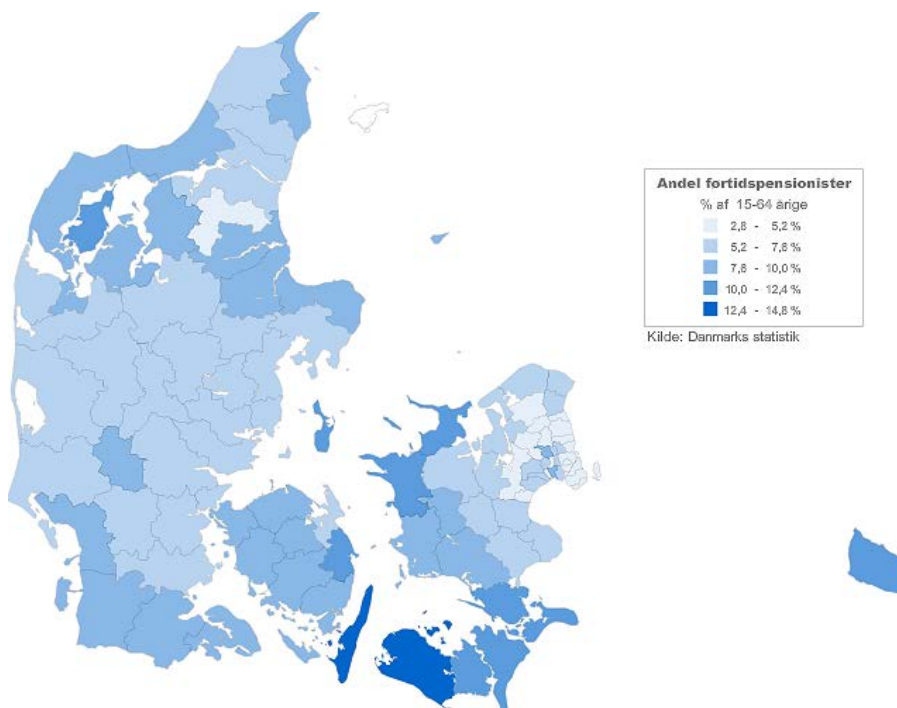 Andel førtidspensionister
% af 15-64 årige
2,8 - 5,2 %
5,2 - 7,8 %
7,8 - 10,0 %
10,0 - 12,4 %
12,4 - 14,8 %
Kilde: Danmarks statistik